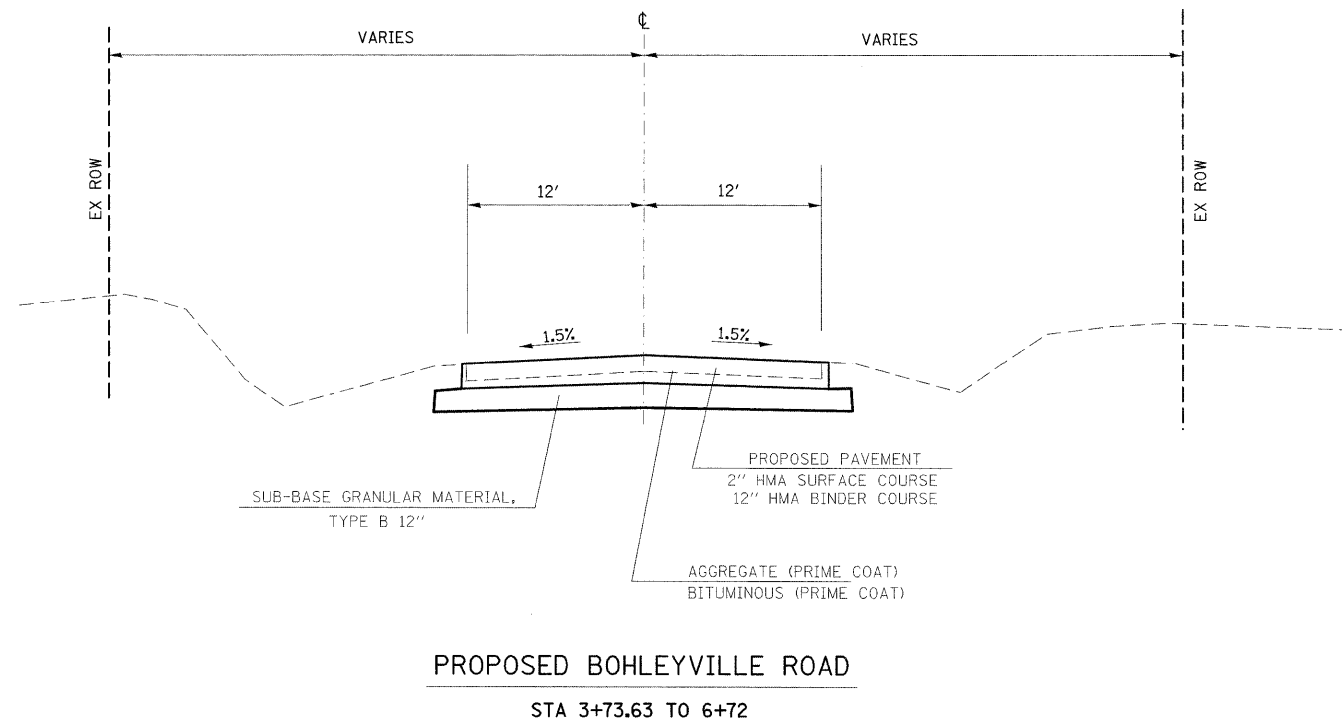 ℄
VARIES
VARIES
EX ROW
EX ROW
12'
12'
1.5%
1.5%
PROPOSED PAVEMENT
2" HMA SURFACE COURSE
12" HMA BINDER COURSE
SUB-BASE GRANULAR MATERIAL,
TYPE B 12"
AGGREGATE (PRIME COAT)
BITUMINOUS (PRIME COAT)
PROPOSED BOHLEYVILLE ROAD
STA 3+73.63 TO 6+72